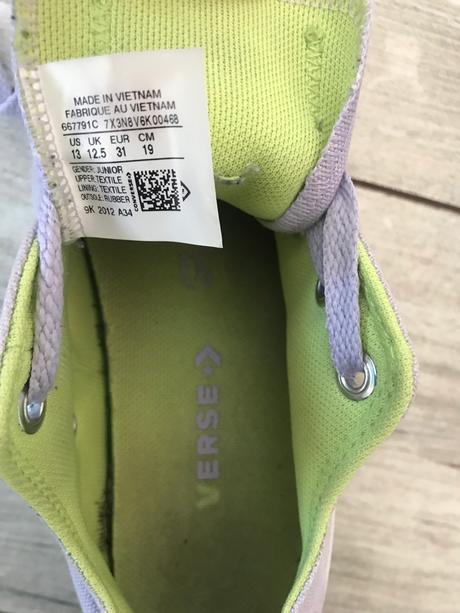 MADE IN VIETNAM
FABRIQUE AU VIETNAM
667791C 7X3N8V6K00468
US UK EUR CM
13 12.5 31 19
GENDER: JUNIOR
UPPER: TEXTILE
LINING: TEXTILE
OUTSOLE: RUBBER
CONVERSE
9K 2012 A34
VERSE